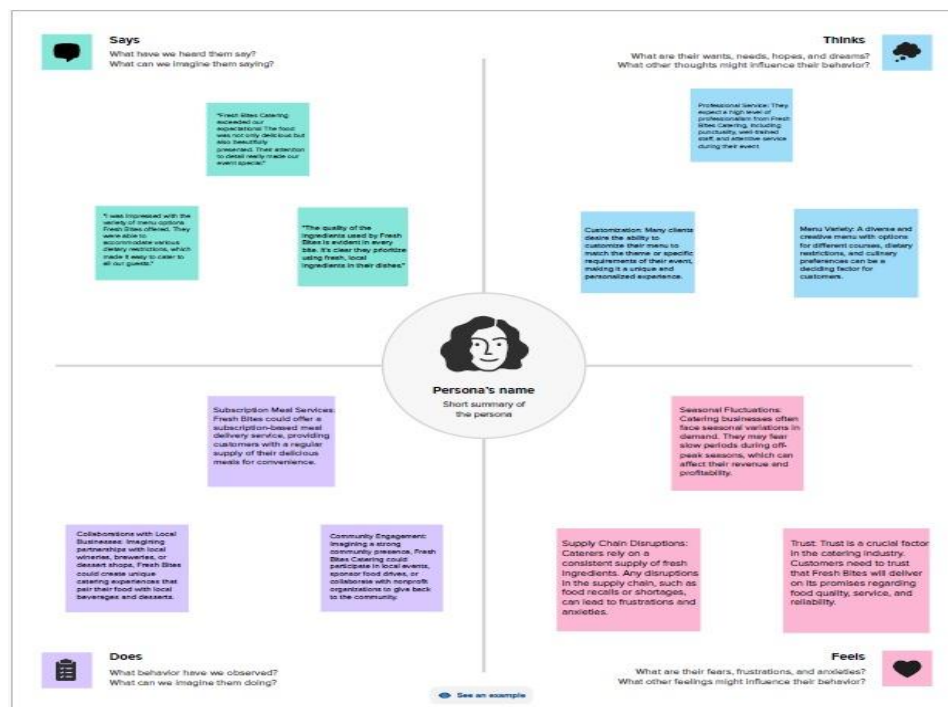 Says
What have we heard them say?
What can we imagine them saying?
"Fresh Bites Catering
exceeded our
expectations! The food
was not only delicious but
also beautifully
presented. Their attention
to detail really made our
event special."
"I was impressed with the
variety of menu options
Fresh Bites offered. They
were able to
accommodate various
dietary restrictions, which
made it easy to cater to
all our guests."
"The quality of the
ingredients used by Fresh
Bites is evident in every
bite. It's clear they prioritize
using fresh, local
ingredients in their dishes."
Thinks
What are their wants, needs, hopes, and dreams?
What other thoughts might influence their behavior?
Professional Service: They
expect a high level of
professionalism from Fresh
Bites Catering, including
punctuality, well-trained
staff, and attentive service
during their event.
Customization: Many clients
desire the ability to
customize their menu to
match the theme or specific
requirements of their event,
making it a unique and
personalized experience.
Menu Variety: A diverse and
creative menu with options
for different courses, dietary
restrictions, and culinary
preferences can be a
deciding factor for
customers.
Persona's name
Short summary of
the persona
Subscription Meal Services:
Fresh Bites could offer a
subscription-based meal
delivery service, providing
customers with a regular
supply of their delicious
meals for convenience.
Collaborations with Local
Businesses: Imagining
partnerships with local
wineries, breweries, or
dessert shops, Fresh Bites
could create unique
catering experiences that
pair their food with local
beverages and desserts.
Community Engagement:
Imagining a strong
community presence, Fresh
Bites Catering could
participate in local events,
sponsor food drives, or
collaborate with nonprofit
organizations to give back
to the community.
Does
What behavior have we observed?
What can we imagine them doing?
Seasonal Fluctuations:
Catering businesses often
face seasonal variations in
demand. They may fear
slow periods during off-
peak seasons, which can
affect their revenue and
profitability.
Supply Chain Disruptions:
Caterers rely on a
consistent supply of fresh
ingredients. Any disruptions
in the supply chain, such as
food recalls or shortages,
can lead to frustrations and
anxieties.
Trust: Trust is a crucial factor
in the catering industry.
Customers need to trust
that Fresh Bites will deliver
on its promises regarding
food quality, service, and
reliability.
Feels
What are their fears, frustrations, and anxieties?
What other feelings might influence their behavior?
See an example